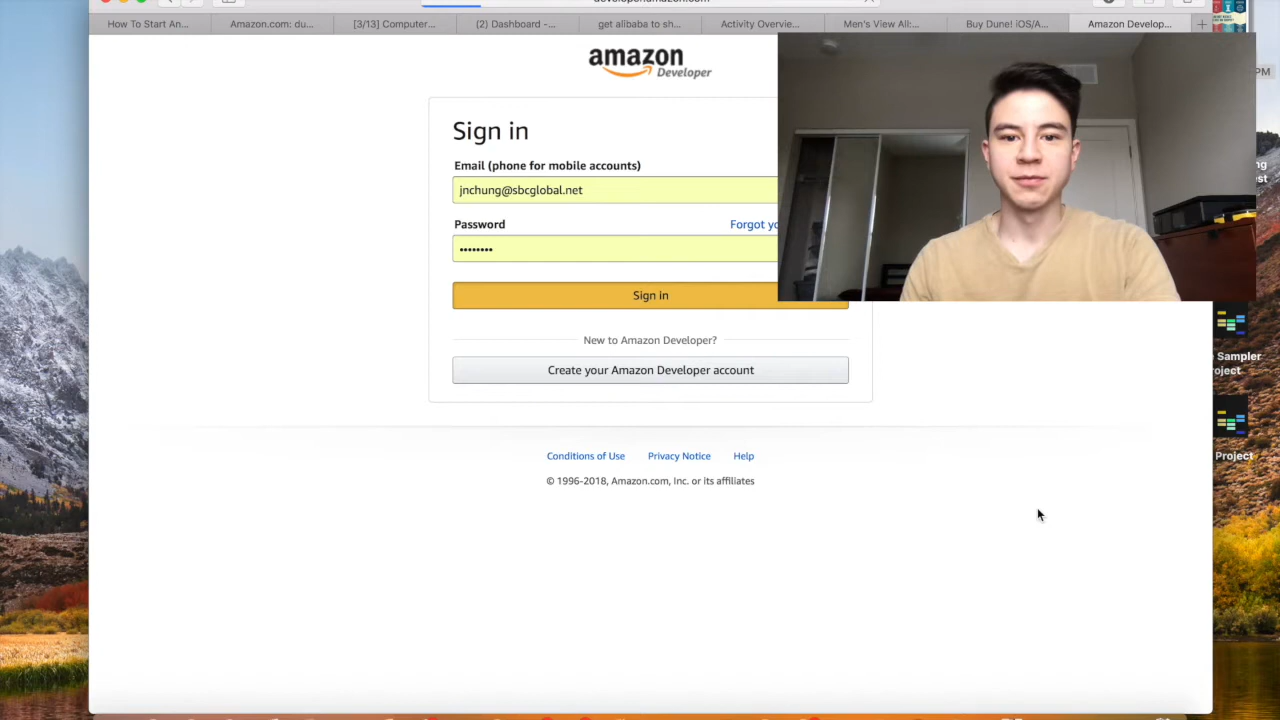 How To Start An...
Amazon.com: du...
[3/13] Computer...
(2) Dashboard -...
get alibaba to sh...
Activity Overvie...
Men's View All:...
Buy Dune! iOS/A...
Amazon Develop...
amazon
Developer
Sign in
Email (phone for mobile accounts)
jnchung@sbcglobal.net
Password
Forgot yo
••••••••
Sign in
New to Amazon Developer?
Create your Amazon Developer account
Conditions of Use Privacy Notice Help
© 1996-2018, Amazon.com, Inc. or its affiliates
PM
Sampler
Project